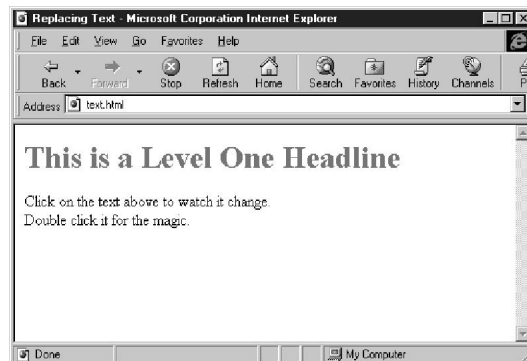 Replacing Text - Microsoft Corporation Internet Explorer
File Edit View Go Favorites Help
Back Forward Stop Refresh Home Search Favorites History Channels
Address text.html
This is a Level One Headline
Click on the text above to watch it change.
Double click it for the magic.
Done My Computer